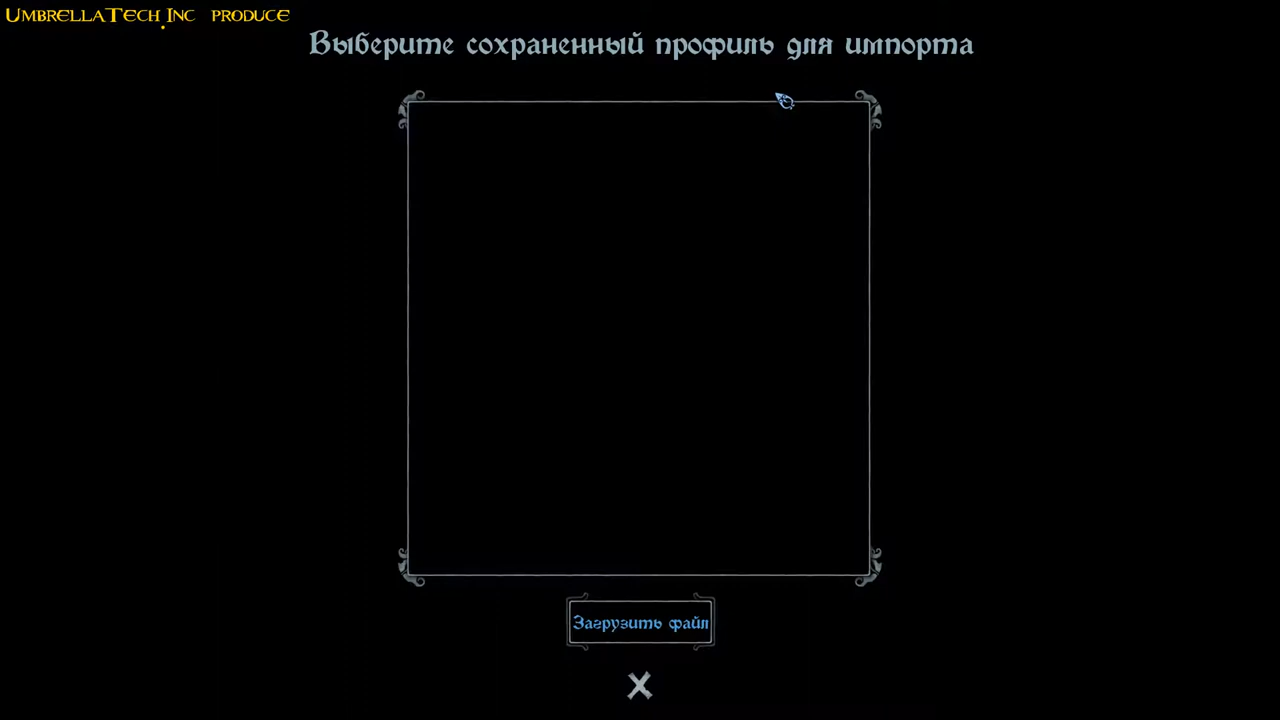 UmbrellaTech Inc produce
Выберите сохраненный профиль для импорта
Загрузить файл